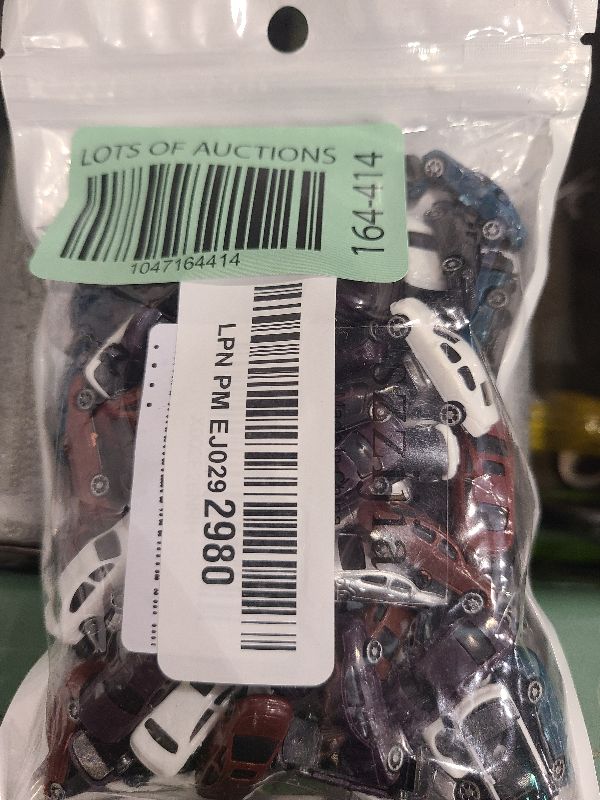 LOTS OF AUCTIONS
164-414
1047164414
LPN PM EJ029 2980